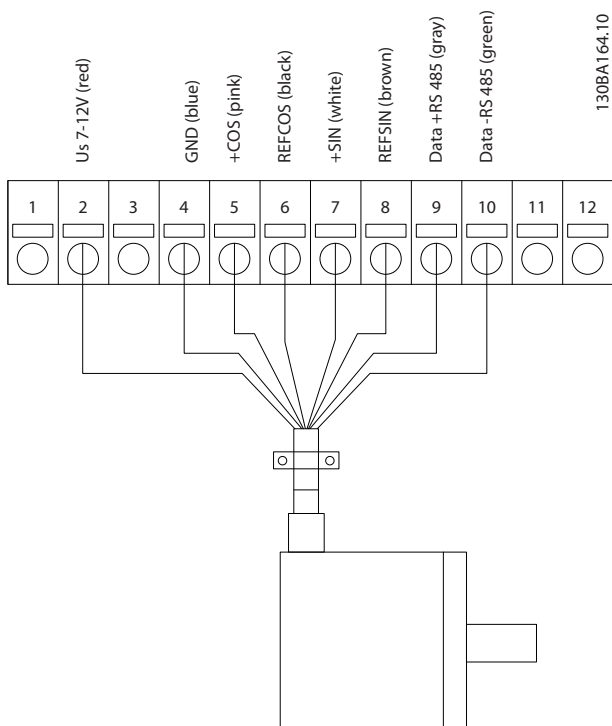 Us 7-12V (red)
GND (blue)
+COS (pink)
REFCOS (black)
+SIN (white)
REFSIN (brown)
Data +RS 485 (gray)
Data -RS 485 (green)
130BA164.10
1
2
3
4
5
6
7
8
9
10
11
12